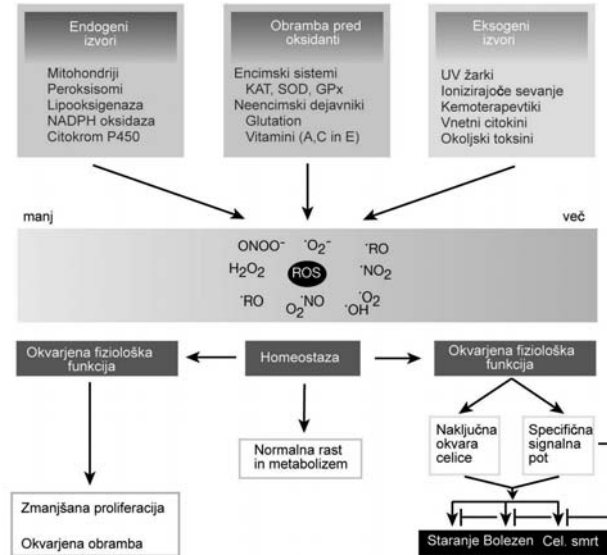 Endogeni
izvori
Mitohondriji
Peroksisomi
Lipooksigenaza
NADPH oksidaza
Citokrom P450
Obramba pred
oksidanti
Encimski sistemi
KAT, SOD, GPx
Neencimski dejavniki
Glutation
Vitamini (A,C in E)
Eksogeni
izvori
UV žarki
Ionizirajoče sevanje
Kemoterapevtiki
Vnetni citokini
Okoljski toksini
manj
več
ONOO⁻ ˙O₂⁻ ˙RO
H₂O₂ ROS ˙NO₂
˙RO O₂ ˙NO ˙OH ˙O₂
Okvarjena fiziološka
funkcija
Homeostaza
Okvarjena fiziološka
funkcija
Normalna rast
in metabolizem
Naključna
okvara
celice
Specifična
signalna
pot
Zmanjšana proliferacija
Okvarjena obramba
Staranje Bolezen Cel. smrt